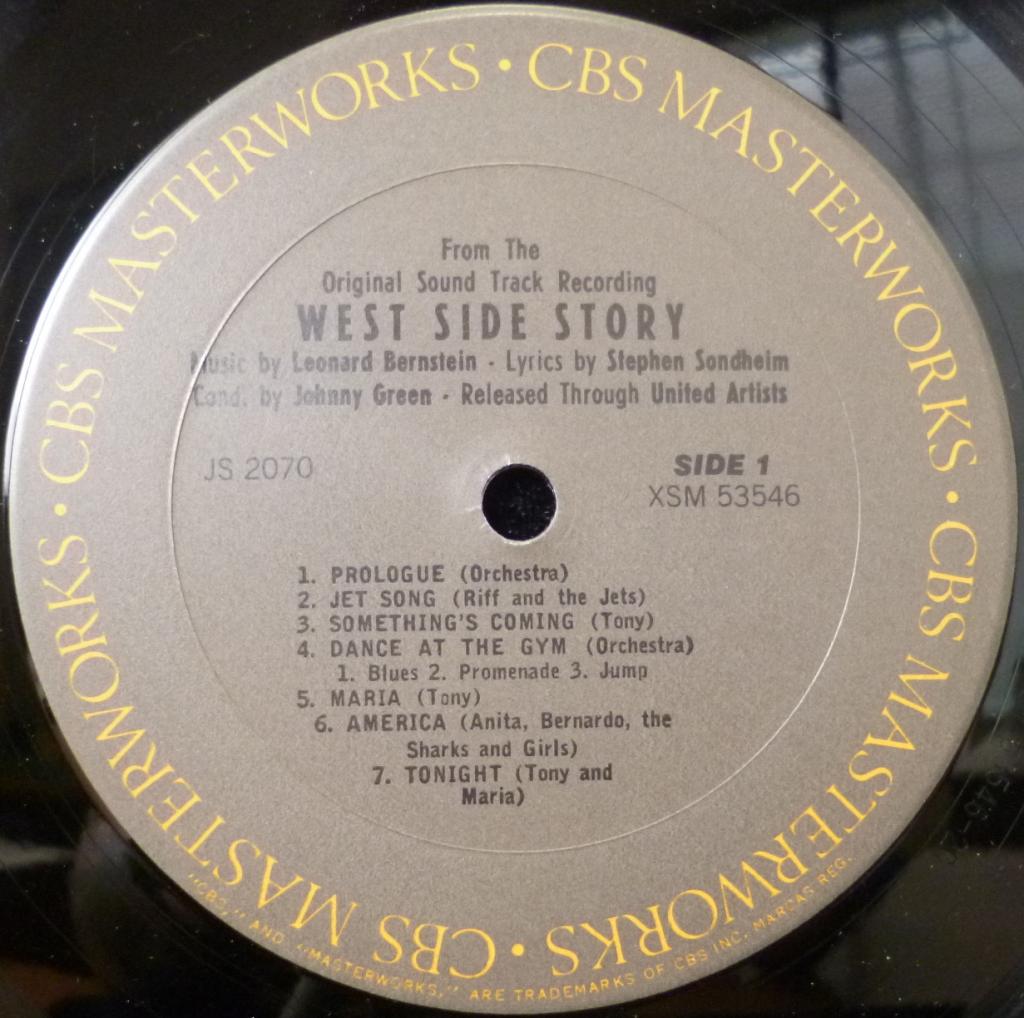 CBS MASTERWORKS · CBS MASTERWORKS · CBS MASTERWORKS · CBS MASTERWORKS ·
From The
Original Sound Track Recording
WEST SIDE STORY
Music by Leonard Bernstein - Lyrics by Stephen Sondheim
Cond. by Johnny Green - Released Through United Artists
JS 2070
SIDE 1
XSM 53546
1. PROLOGUE (Orchestra)
2. JET SONG (Riff and the Jets)
3. SOMETHING'S COMING (Tony)
4. DANCE AT THE GYM (Orchestra)
1. Blues 2. Promenade 3. Jump
5. MARIA (Tony)
6. AMERICA (Anita, Bernardo, the
Sharks and Girls)
7. TONIGHT (Tony and
Maria)
"CBS," AND "MASTERWORKS," ARE TRADEMARKS OF CBS INC. MARCAS REG.